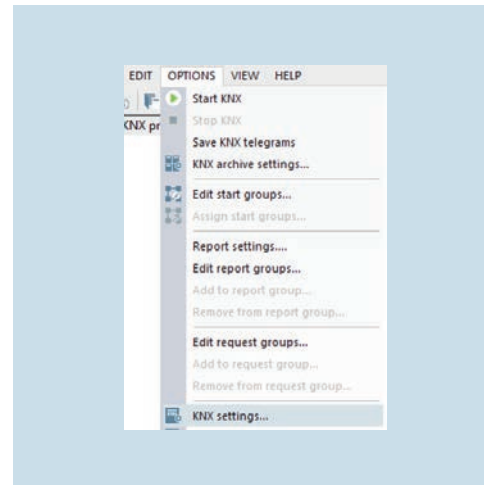 EDIT OPTIONS VIEW HELP
Start KNX
KNX pr
Stop KNX
Save KNX telegrams
KNX archive settings...
Edit start groups...
Assign start groups...
Report settings....
Edit report groups...
Add to report group...
Remove from report group...
Edit request groups...
Add to request group...
Remove from request group...
KNX settings...